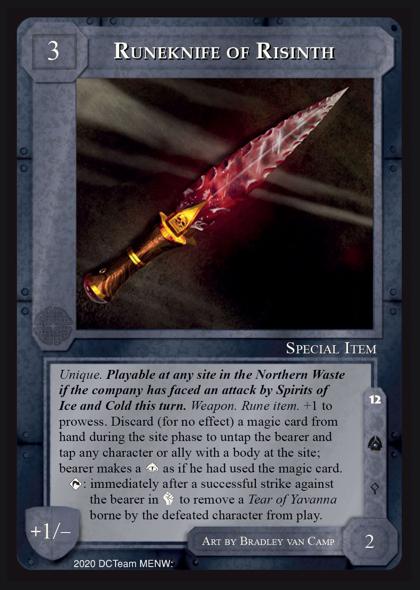 3
RUNEKNIFE OF RISINTH
SPECIAL ITEM
Unique. Playable at any site in the Northern Waste
if the company has faced an attack by Spirits of
Ice and Cold this turn. Weapon. Rune item. +1 to
prowess. Discard (for no effect) a magic card from
hand during the site phase to untap the bearer and
tap any character or ally with a body at the site;
bearer makes a as if he had used the magic card.
: immediately after a successful strike against
the bearer in to remove a Tear of Yavanna
borne by the defeated character from play.
12
+1/–
ART BY BRADLEY VAN CAMP
2
2020 DCTeam MENW: